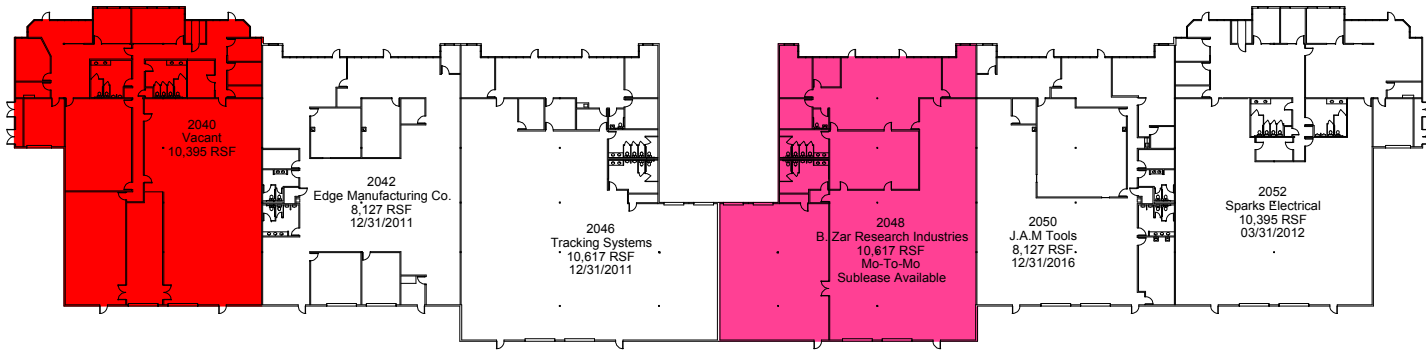 2040
Vacant
10,395 RSF
2042
Edge Manufacturing Co.
8,127 RSF
12/31/2011
2046
Tracking Systems
10,617 RSF
12/31/2011
2048
B. Zar Research Industries
10,617 RSF
Mo-To-Mo
Sublease Available
2050
J.A.M Tools
8,127 RSF
12/31/2016
2052
Sparks Electrical
10,395 RSF
03/31/2012